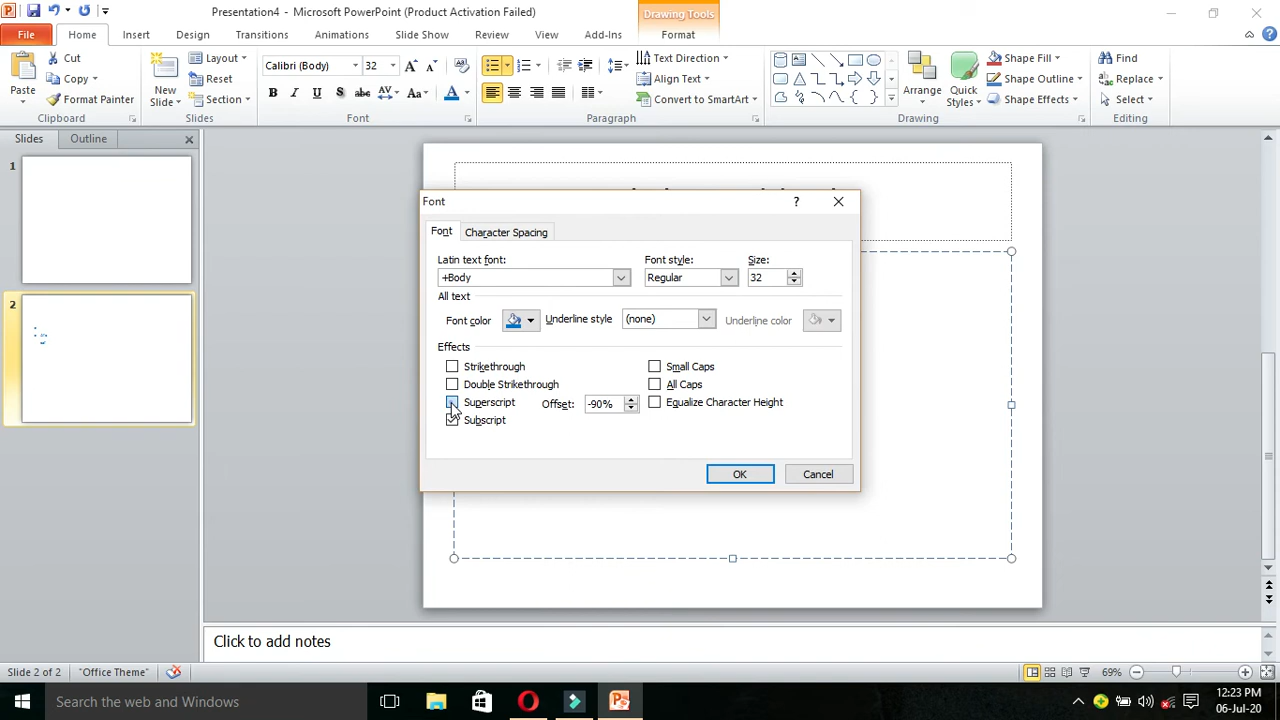 Presentation4 - Microsoft PowerPoint (Product Activation Failed)
Drawing Tools
File Home Insert Design Transitions Animations Slide Show Review View Add-Ins Format
Cut
Copy
Format Painter
Paste
Clipboard
New Slide
Layout
Reset
Section
Slides
Calibri (Body) 32
B I U S abc AV Aa A
Font
Text Direction
Align Text
Convert to SmartArt
Paragraph
Arrange
Quick Styles
Shape Fill
Shape Outline
Shape Effects
Drawing
Find
Replace
Select
Editing
Slides Outline
1
2
Font
Font Character Spacing
Latin text font: Font style: Size:
+Body Regular 32
All text
Font color Underline style (none) Underline color
Effects
Strikethrough Small Caps
Double Strikethrough All Caps
Superscript Offset: -90% Equalize Character Height
Subscript
OK Cancel
Click to add notes
Slide 2 of 2 "Office Theme" 69%
Search the web and Windows
12:23 PM
06-Jul-20